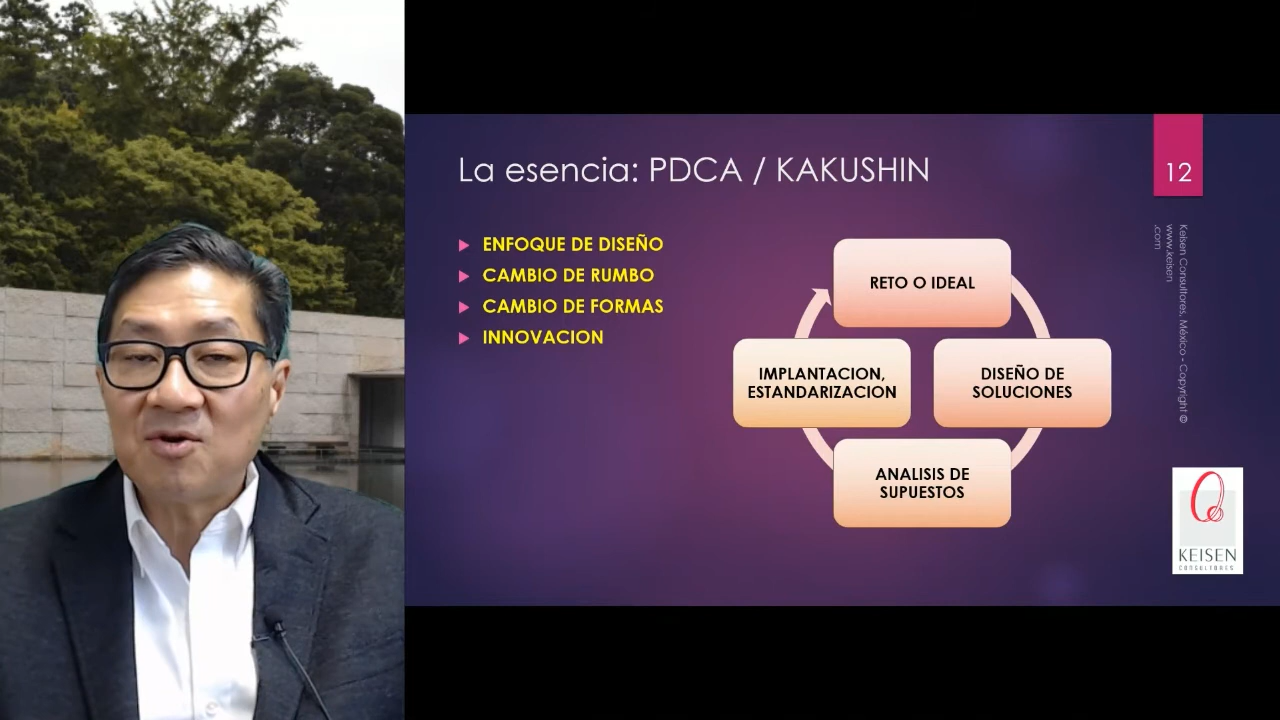 La esencia: PDCA / KAKUSHIN
12
ENFOQUE DE DISEÑO
CAMBIO DE RUMBO
CAMBIO DE FORMAS
INNOVACION
RETO O IDEAL
DISEÑO DE
SOLUCIONES
ANALISIS DE
SUPUESTOS
IMPLANTACION,
ESTANDARIZACION
Keisen Consultores, México - Copyright ©
www.keisen
.com
KEISEN
CONSULTORES